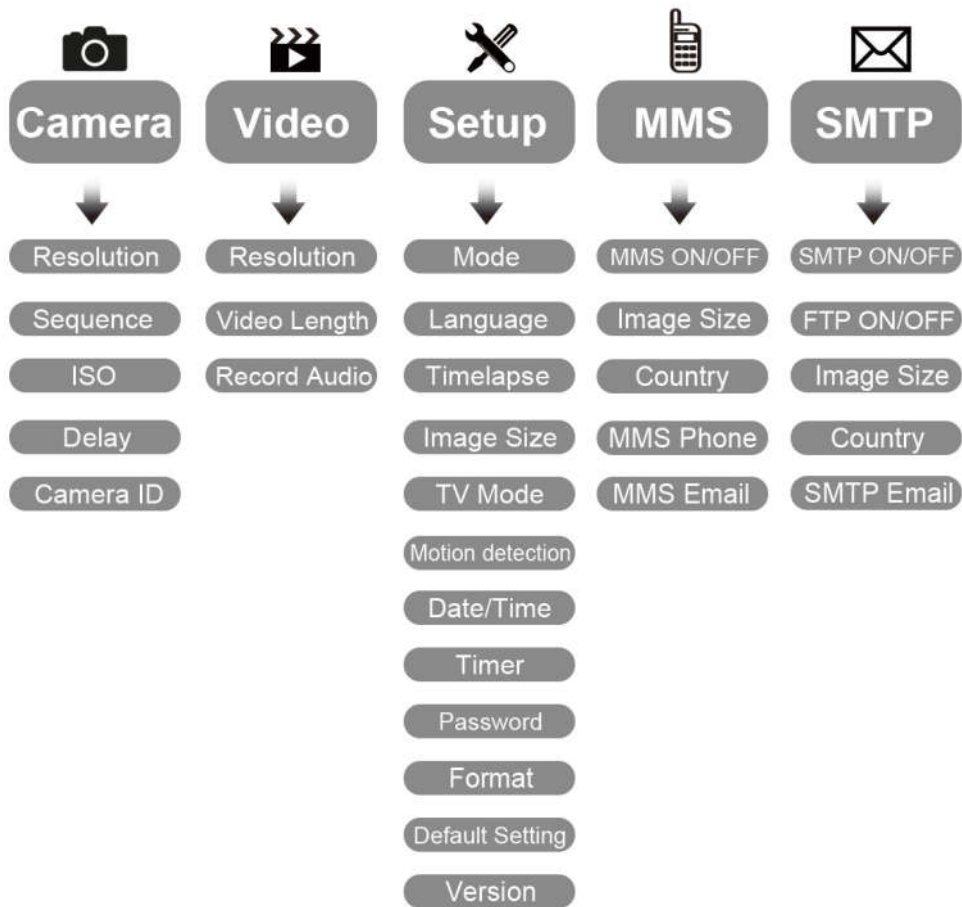 Camera
Video
Setup
MMS
SMTP
Resolution
Resolution
Mode
MMS ON/OFF
SMTP ON/OFF
Sequence
Video Length
Language
Image Size
FTP ON/OFF
ISO
Record Audio
Timelapse
Country
Image Size
Delay
Image Size
MMS Phone
Country
Camera ID
TV Mode
MMS Email
SMTP Email
Motion detection
Date/Time
Timer
Password
Format
Default Setting
Version